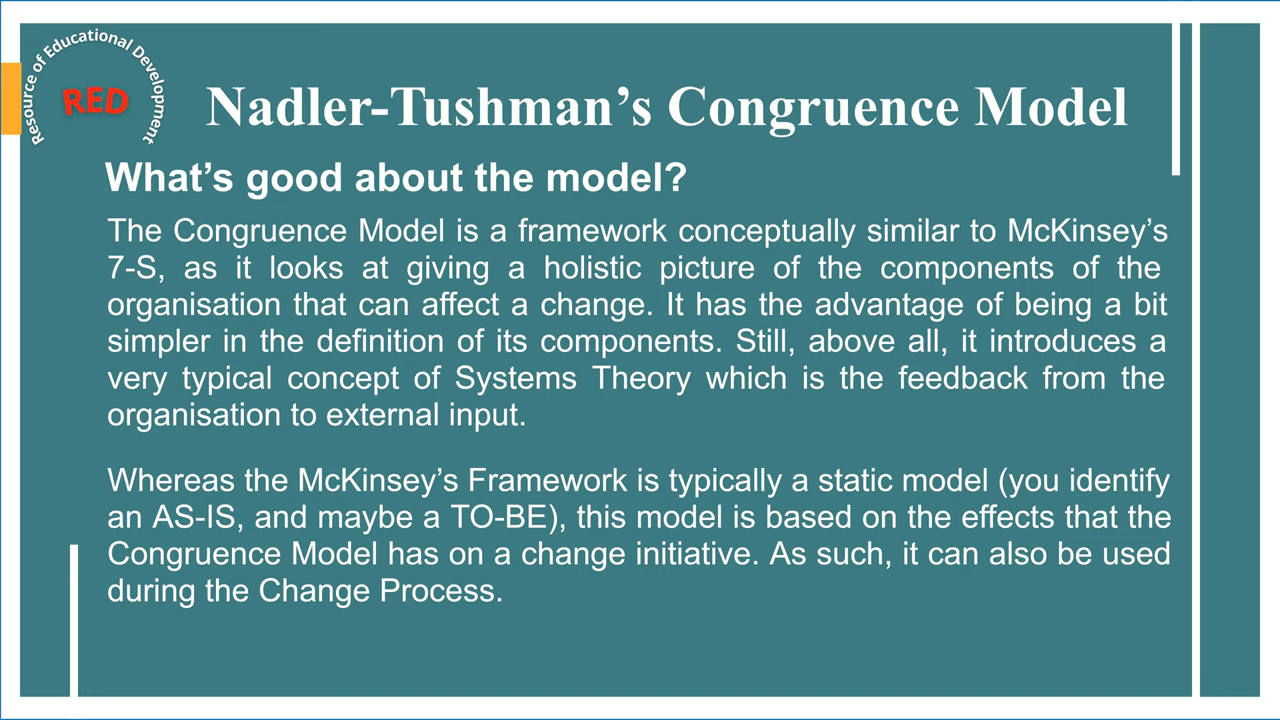 Resource of Educational Development
RED
Nadler-Tushman’s Congruence Model
What’s good about the model?
The Congruence Model is a framework conceptually similar to McKinsey’s
7-S, as it looks at giving a holistic picture of the components of the
organisation that can affect a change. It has the advantage of being a bit
simpler in the definition of its components. Still, above all, it introduces a
very typical concept of Systems Theory which is the feedback from the
organisation to external input.
Whereas the McKinsey’s Framework is typically a static model (you identify
an AS-IS, and maybe a TO-BE), this model is based on the effects that the
Congruence Model has on a change initiative. As such, it can also be used
during the Change Process.